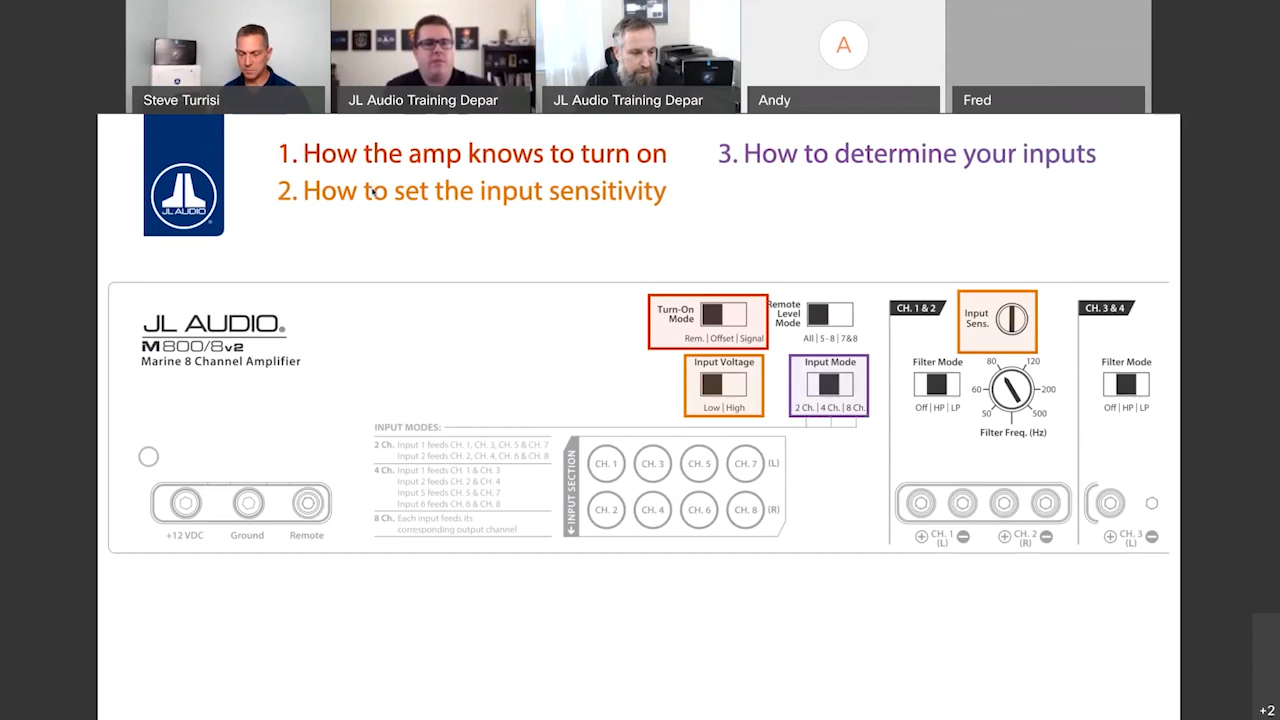 Steve Turrisi
JL Audio Training Depar
JL Audio Training Depar
A
Andy
Fred
JL AUDIO®
1. How the amp knows to turn on
2. How to set the input sensitivity
3. How to determine your inputs
JL AUDIO®
M800/8v2
Marine 8 Channel Amplifier
Turn-On
Mode
Rem. | Offset | Signal
Remote
Level
Mode
All | 5-8 | 7&8
Input Voltage
Low | High
Input Mode
2 Ch. | 4 Ch. | 8 Ch.
CH. 1 & 2
Input
Sens.
Filter Mode
Off | HP | LP
80 120
60 200
50 500
Filter Freq. (Hz)
CH. 3 & 4
Filter Mode
Off | HP | LP
INPUT MODES:
2 Ch. Input 1 feeds CH. 1, CH. 3, CH. 5 & CH. 7
Input 2 feeds CH. 2, CH. 4, CH. 6 & CH. 8
4 Ch. Input 1 feeds CH. 1 & CH. 3
Input 2 feeds CH. 2 & CH. 4
Input 5 feeds CH. 5 & CH. 7
Input 6 feeds CH. 6 & CH. 8
8 Ch. Each input feeds its
corresponding output channel
INPUT SECTION
CH. 1 CH. 3 CH. 5 CH. 7 (L)
CH. 2 CH. 4 CH. 6 CH. 8 (R)
+12 VDC Ground Remote
+ CH. 1 −
(L)
+ CH. 2 −
(R)
+ CH. 3 −
(L)
+2